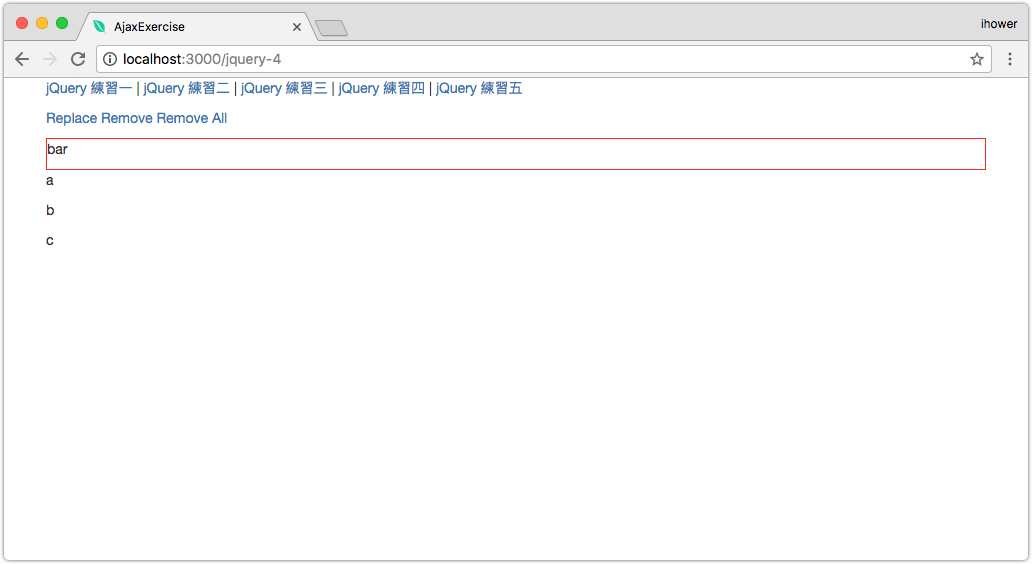 AjaxExercise
ihower
localhost:3000/jquery-4
jQuery 練習一 | jQuery 練習二 | jQuery 練習三 | jQuery 練習四 | jQuery 練習五
Replace Remove Remove All
bar
a
b
c